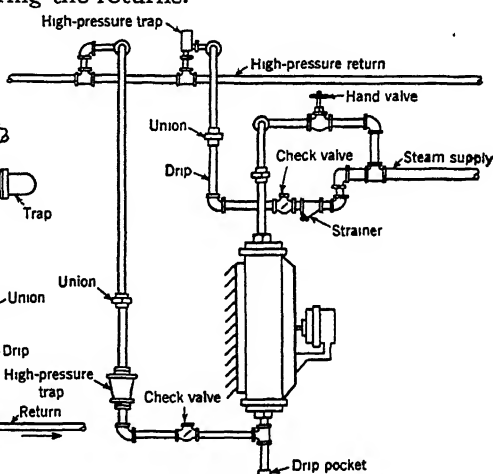 ring the returns.
High-pressure trap
High-pressure return
Hand valve
Union
Check valve
Steam supply
Drip
Trap
Strainer
Union
Union
Drip
High-pressure
trap
Check valve
Return
Drip pocket